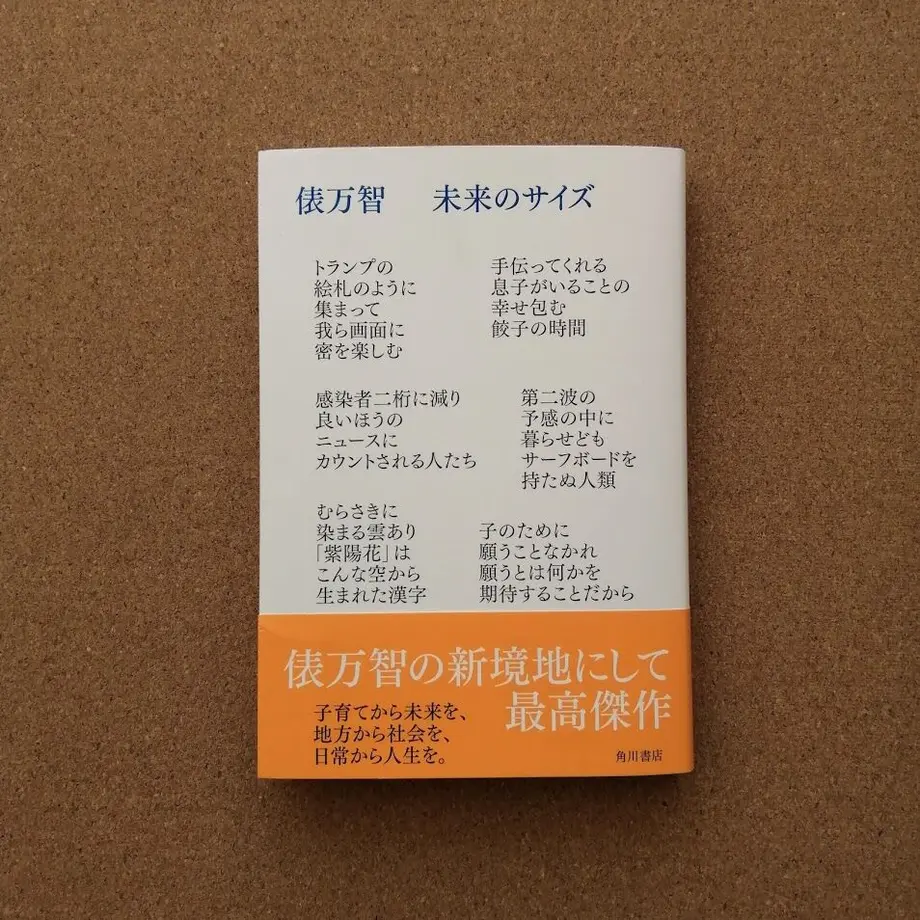 俵万智　未来のサイズ
トランプの
絵札のように
集まって
我ら画面に
密を楽しむ
手伝ってくれる
息子がいることの
幸せ包む
餃子の時間
感染者二桁に減り
良いほうの
ニュースに
カウントされる人たち
第二波の
予感の中に
暮らせども
サーフボードを
持たぬ人類
むらさきに
染まる雲あり
「紫陽花」は
こんな空から
生まれた漢字
子のために
願うことなかれ
願うとは何かを
期待することだから
俵万智の新境地にして
最高傑作
子育てから未来を、
地方から社会を、
日常から人生を。
角川書店